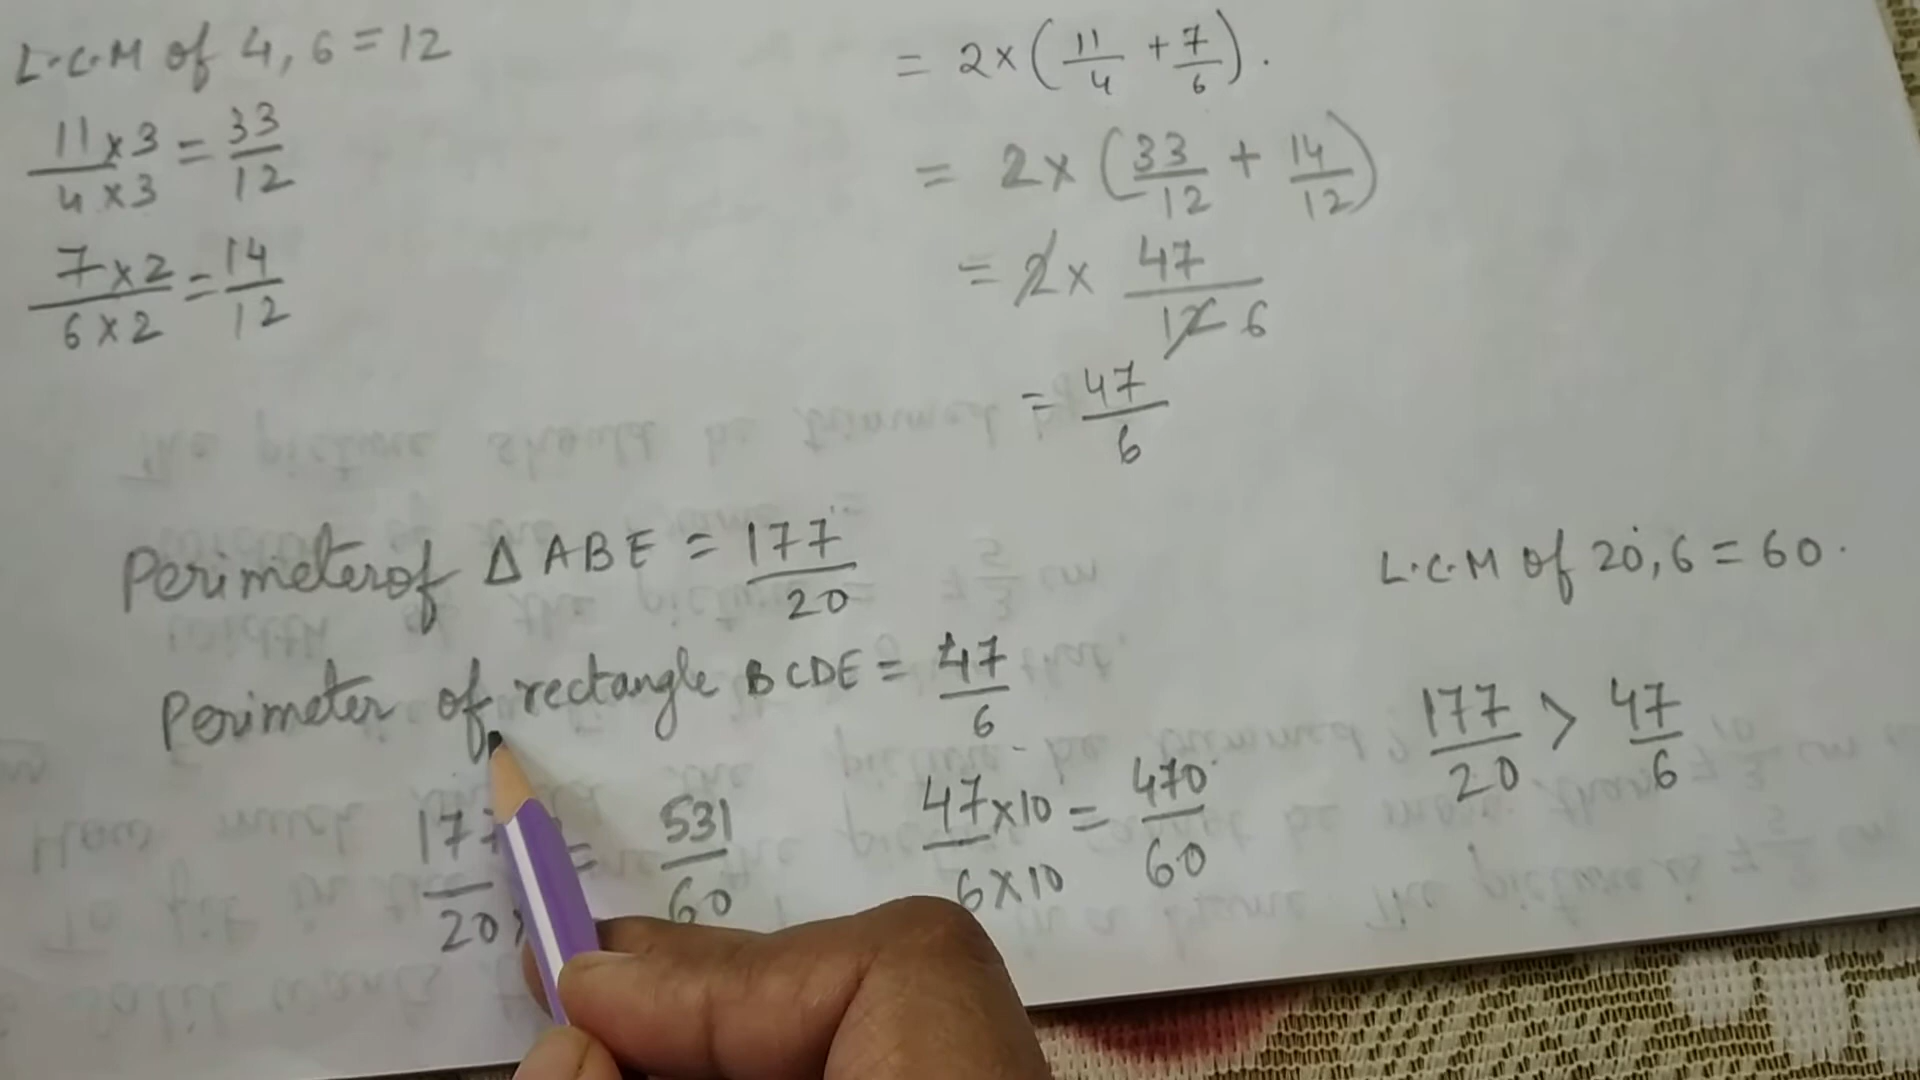 L.C.M of 4, 6 = 12
11 x 3 / 4 x 3 = 33/12
7 x 2 / 6 x 2 = 14/12
= 2 x (11/4 + 7/6).
= 2 x (33/12 + 14/12)
= 2 x 47/12 6
= 47/6
Perimeter of Δ ABE = 177/20
Perimeter of rectangle BCDE = 47/6
177 / 20 = 531/60
47 x 10 / 6 x 10 = 470/60
L.C.M of 20, 6 = 60.
177/20 > 47/6